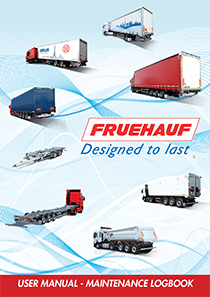 FRUEHAUF
Designed to last
USER MANUAL - MAINTENANCE LOGBOOK